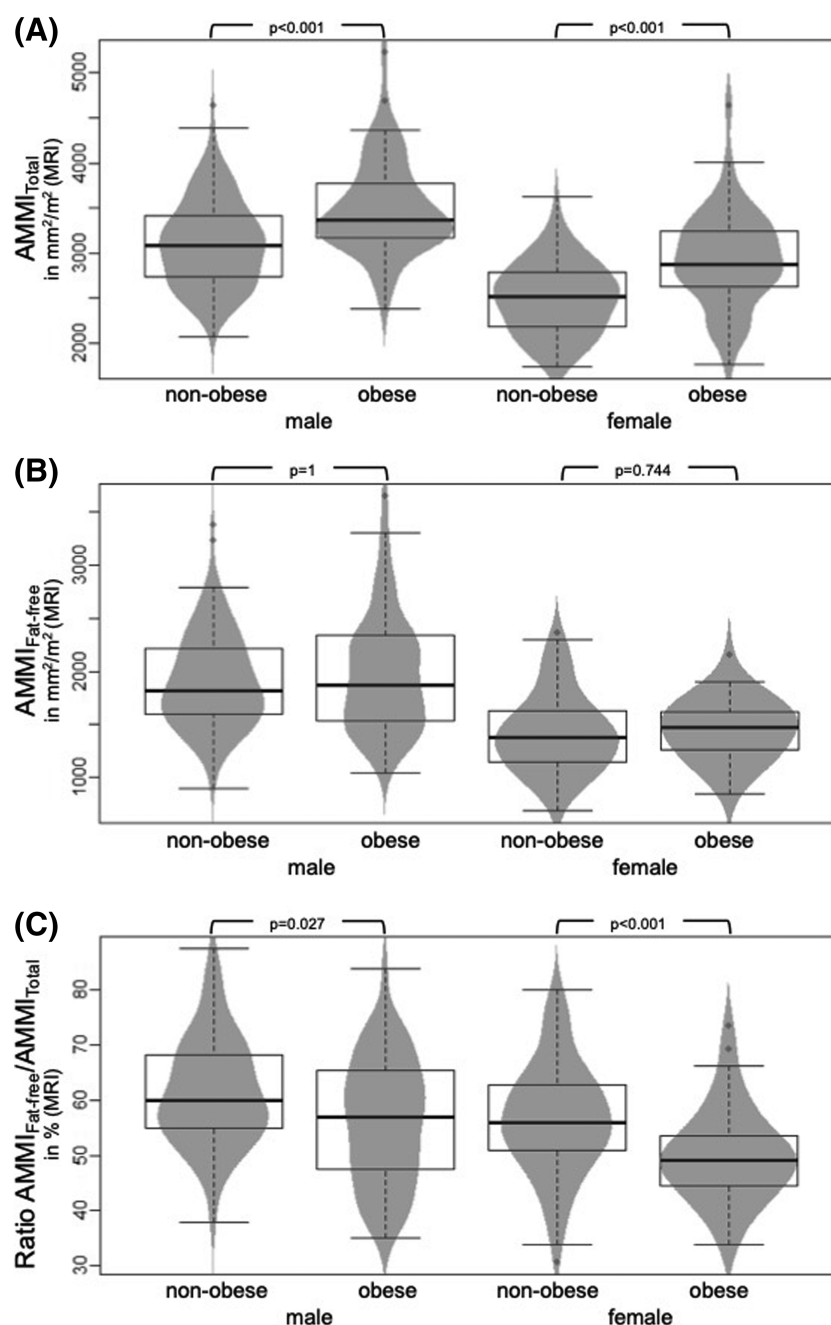 (A)
p<0.001 p<0.001
AMMITotal
in mm²/m² (MRI)
5000
4000
3000
2000
non-obese obese non-obese obese
male female
(B)
p=1 p=0.744
AMMIFat-free
in mm²/m² (MRI)
3000
2000
1000
non-obese obese non-obese obese
male female
(C)
p=0.027 p<0.001
Ratio AMMIFat-free/AMMITotal
in % (MRI)
80
70
60
50
40
30
non-obese obese non-obese obese
male female